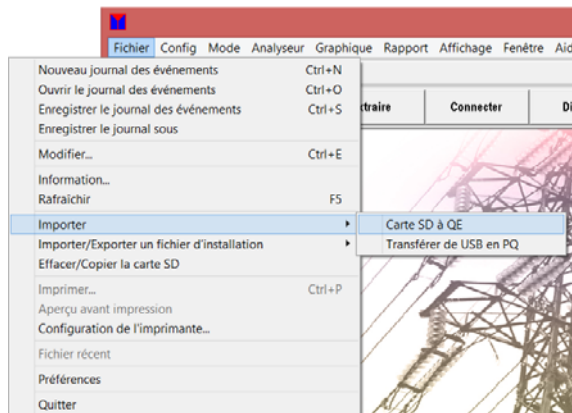 Fichier Config Mode Analyseur Graphique Rapport Affichage Fenêtre
Nouveau journal des événements Ctrl+N
Ouvrir le journal des événements Ctrl+O
Enregistrer le journal des événements Ctrl+S
Enregistrer le journal sous
Modifier... Ctrl+E
Information...
Rafraîchir F5
Importer
Importer/Exporter un fichier d'installation
Effacer/Copier la carte SD
Imprimer... Ctrl+P
Aperçu avant impression
Configuration de l'imprimante...
Fichier récent
Préférences
Quitter
Connecter
Carte SD à QE
Transférer de USB en PQ